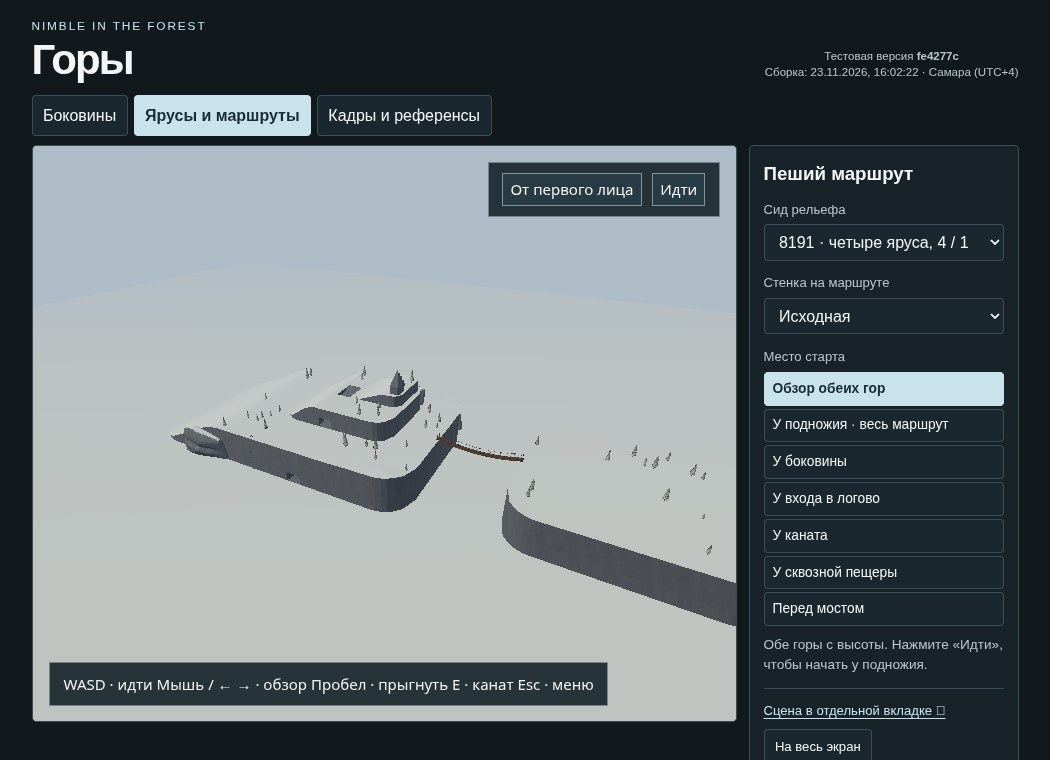 NIMBLE IN THE FOREST
Горы
Тестовая версия fe4277c
Сборка: 23.11.2026, 16:02:22 · Самара (UTC+4)
Боковины
Ярусы и маршруты
Кадры и референсы
От первого лица
Идти
WASD · идти Мышь / ← → · обзор Пробел · прыгнуть E · канат Esc · меню
Пеший маршрут
Сид рельефа
8191 · четыре яруса, 4 / 1
Стенка на маршруте
Исходная
Место старта
Обзор обеих гор
У подножия · весь маршрут
У боковины
У входа в логово
У каната
У сквозной пещеры
Перед мостом
Обе горы с высоты. Нажмите «Идти»,
чтобы начать у подножия.
Сцена в отдельной вкладке
На весь экран